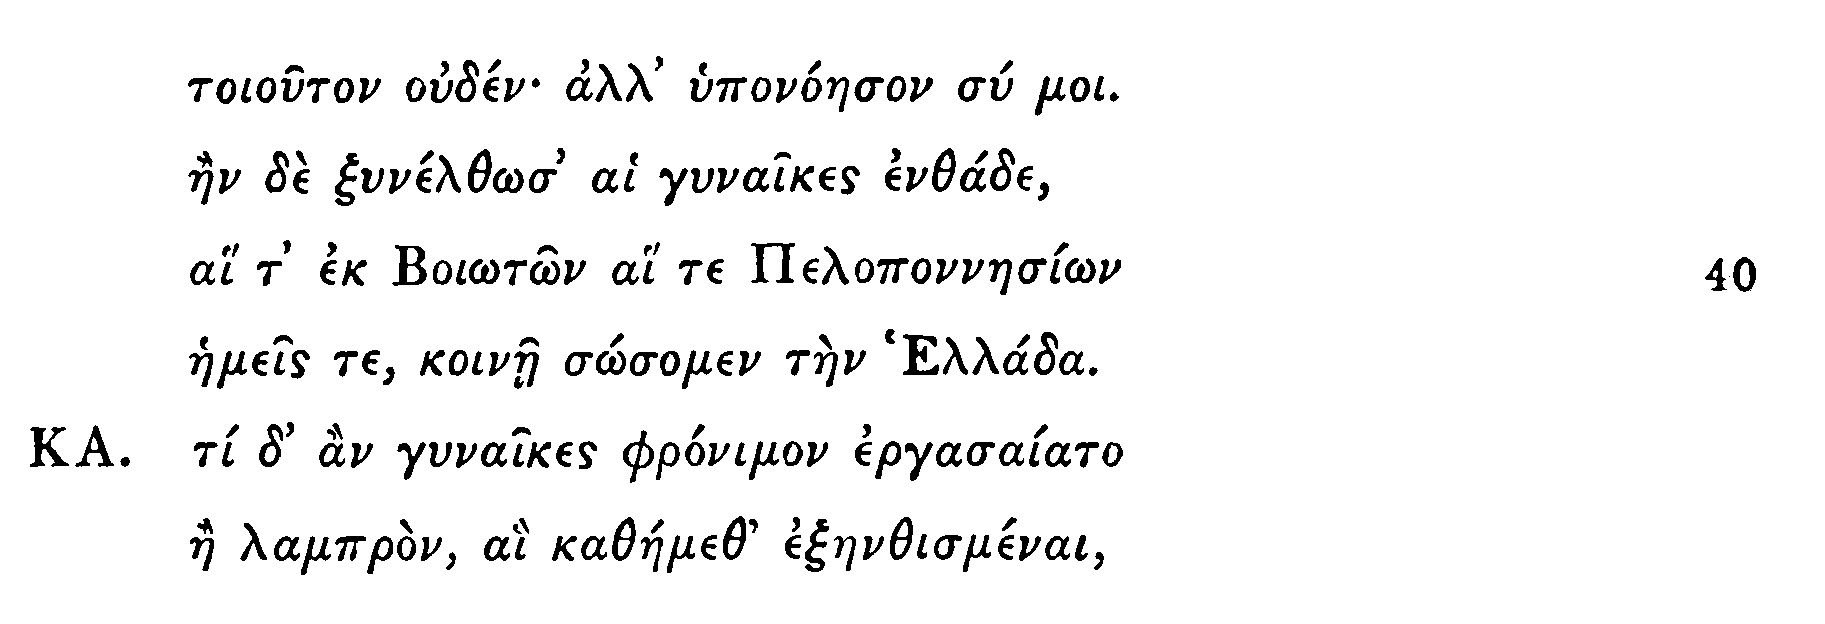 τοιοῦτον οὐδέν· ἀλλ’ ὑπονόησον σύ μοι.
ἢν δὲ ξυνέλθωσ’ αἱ γυναῖκες ἐνθάδε,
αἵ τ’ ἐκ Βοιωτῶν αἵ τε Πελοποννησίων 40
ἡμεῖς τε, κοινῇ σώσομεν τὴν Ἑλλάδα.
ΚΑ. τί δ’ ἂν γυναῖκες φρόνιμον ἐργασαίατο
ἢ λαμπρὸν, αἳ καθήμεθ’ ἐξηνθισμέναι,